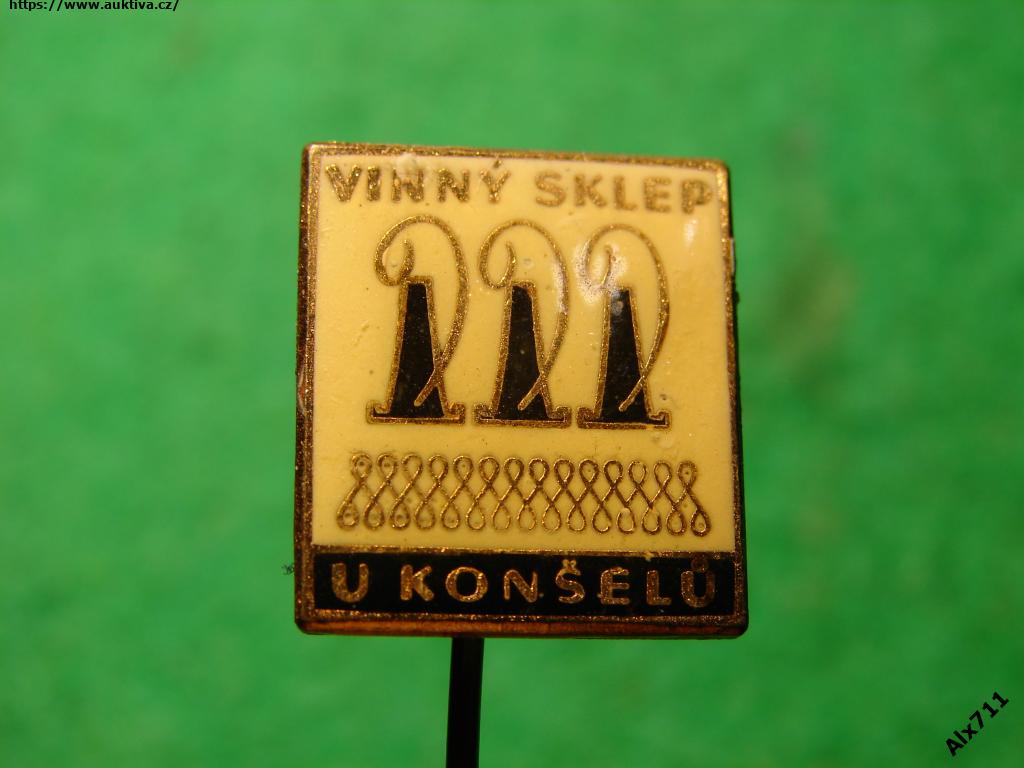 https://www.auktiva.cz/
VINNÝ SKLEP
U KONŠELŮ
Alx711